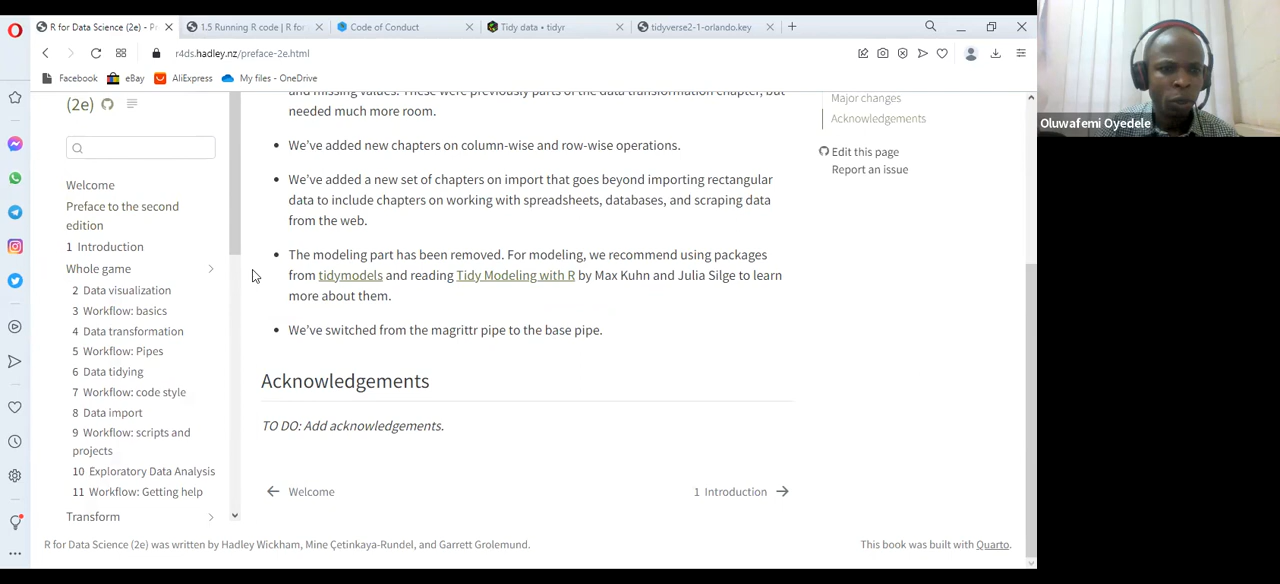 R for Data Science (2e) - P
1.5 Running R code | R for
Code of Conduct
Tidy data • tidyr
tidyverse2-1-orlando.key
r4ds.hadley.nz/preface-2e.html
Facebook
eBay
AliExpress
My files - OneDrive
Oluwafemi Oyedele
(2e)
Welcome
Preface to the second
edition
1 Introduction
Whole game
2 Data visualization
3 Workflow: basics
4 Data transformation
5 Workflow: Pipes
6 Data tidying
7 Workflow: code style
8 Data import
9 Workflow: scripts and
projects
10 Exploratory Data Analysis
11 Workflow: Getting help
Transform
and missing values. These were previously parts of the data transformation chapter, but
needed much more room.
• We’ve added new chapters on column-wise and row-wise operations.
• We’ve added a new set of chapters on import that goes beyond importing rectangular
data to include chapters on working with spreadsheets, databases, and scraping data
from the web.
• The modeling part has been removed. For modeling, we recommend using packages
from tidymodels and reading Tidy Modeling with R by Max Kuhn and Julia Silge to learn
more about them.
• We’ve switched from the magrittr pipe to the base pipe.
Acknowledgements
TO DO: Add acknowledgements.
Welcome
1 Introduction
Major changes
Acknowledgements
Edit this page
Report an issue
R for Data Science (2e) was written by Hadley Wickham, Mine Çetinkaya-Rundel, and Garrett Grolemund.
This book was built with Quarto.